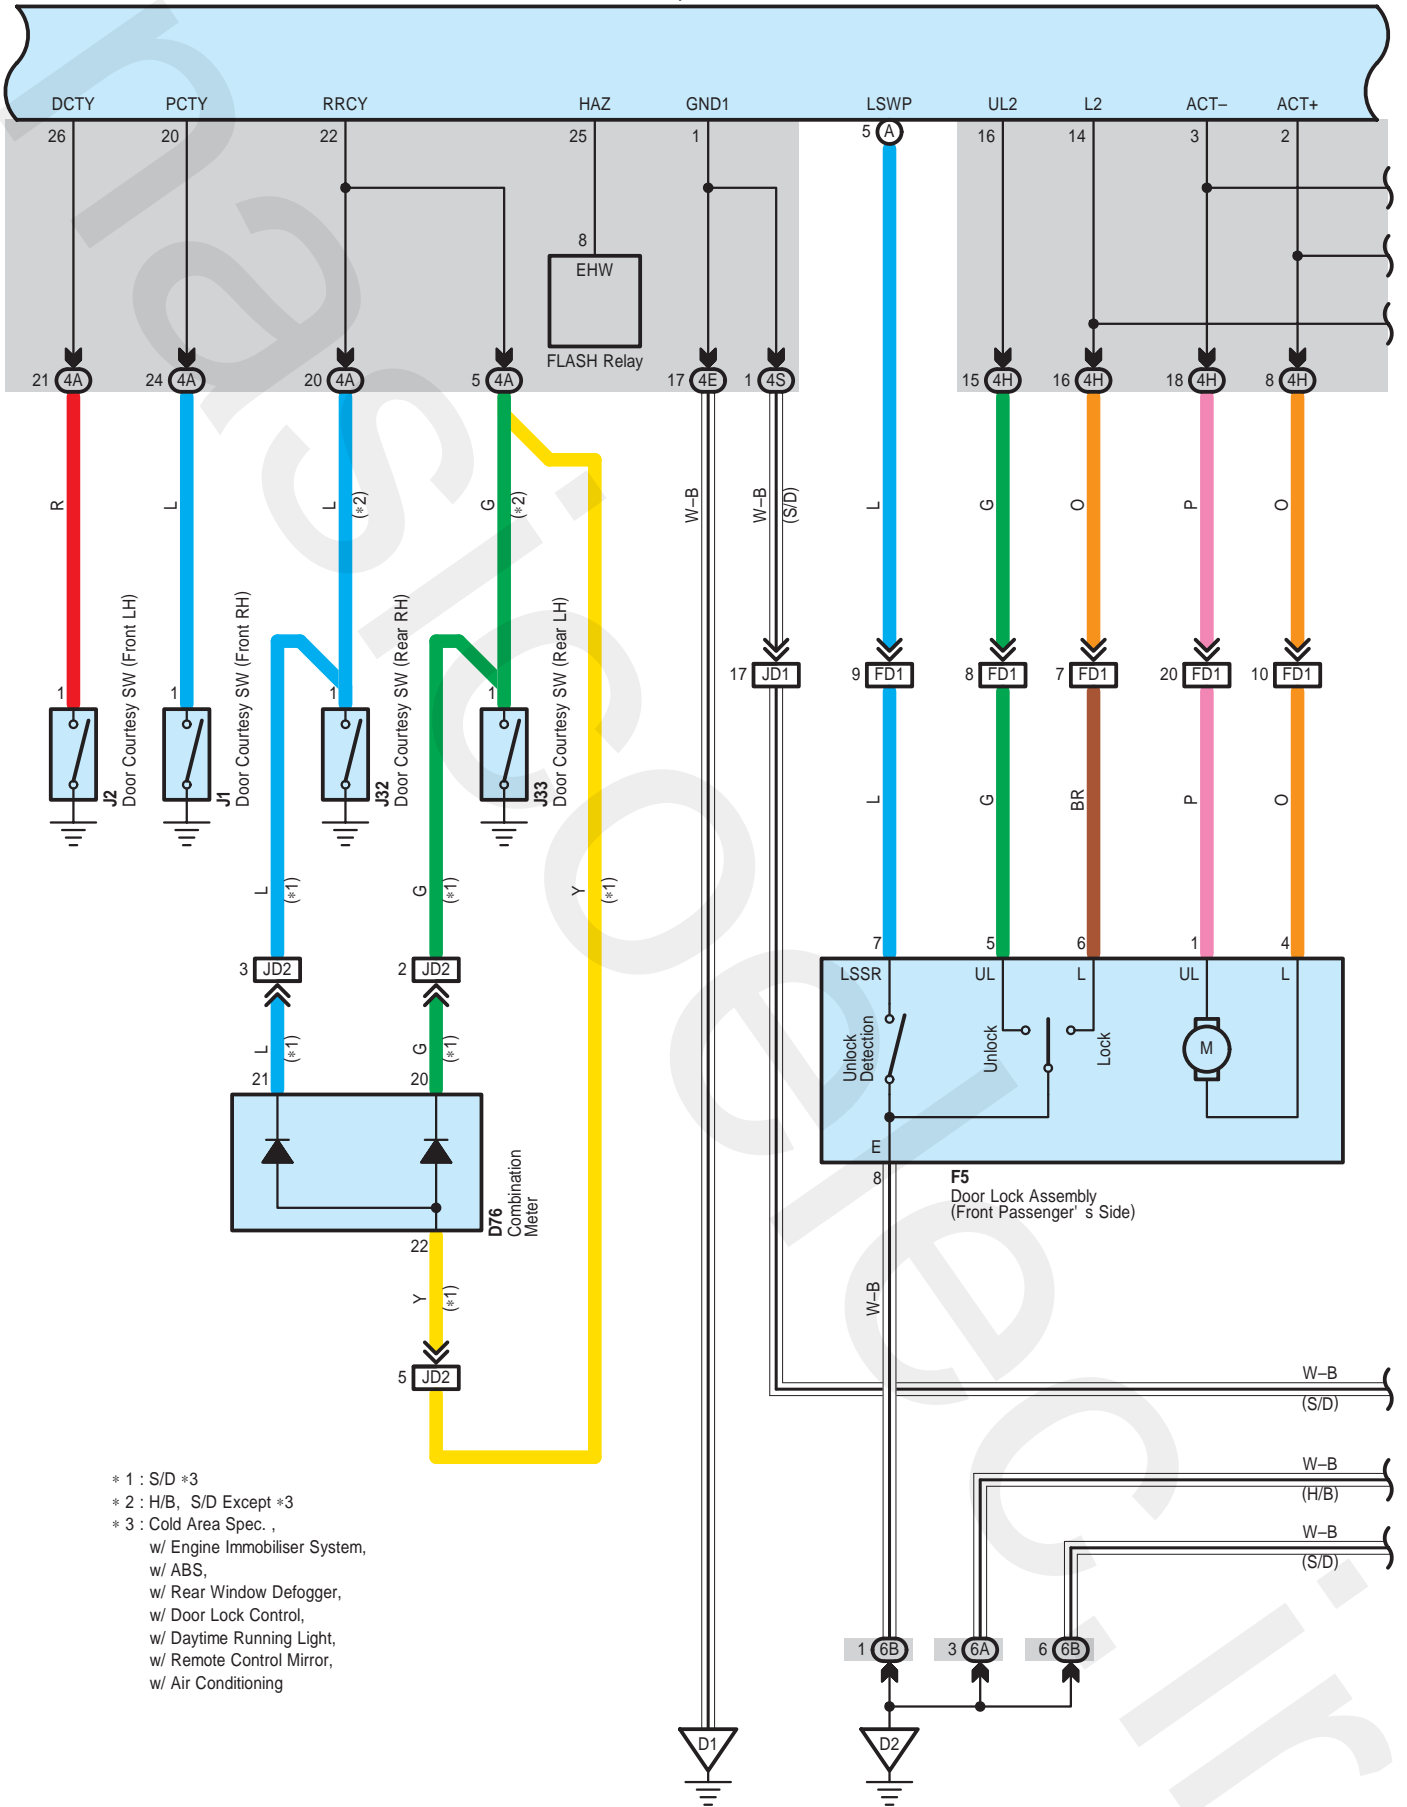 DCTY PCTY RRCY HAZ GND1 LSWP UL2 L2 ACT– ACT+
26 20 22 25 1 5 A 16 14 3 2
8
EHW
FLASH Relay
21 4A 24 4A 20 4A 5 4A 17 4E 1 4S 15 4H 16 4H 18 4H 8 4H
R L L (*2) G (*2) W–B W–B (S/D) L G O P O
17 JD1 9 FD1 8 FD1 7 FD1 20 FD1 10 FD1
1 1 1 1
J2
Door Courtesy SW (Front LH)
J1
Door Courtesy SW (Front RH)
J32
Door Courtesy SW (Rear RH)
J33
Door Courtesy SW (Rear LH)
L G BR P O
L (*1) G (*1) Y (*1)
7 5 6 1 4
3 JD2 2 JD2
LSSR UL L UL L
L (*1) G (*1)
Unlock
Detection
Unlock
Lock
M
21 20
E
8
D76
Combination
Meter
F5
Door Lock Assembly
(Front Passenger' s Side)
22
Y (*1)
W–B
5 JD2
W–B
(S/D)
W–B
(H/B)
W–B
(S/D)
* 1 : S/D *3
* 2 : H/B, S/D Except *3
* 3 : Cold Area Spec. ,
w/ Engine Immobiliser System,
w/ ABS,
w/ Rear Window Defogger,
w/ Door Lock Control,
w/ Daytime Running Light,
w/ Remote Control Mirror,
w/ Air Conditioning
1 6B 3 6A 6 6B
D1 D2